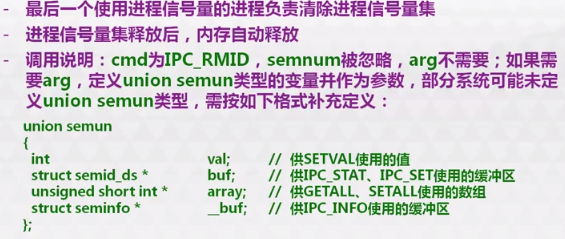 - 最后一个使用进程信号量的进程负责清除进程信号量集
- 进程信号量集释放后，内存自动释放
- 调用说明：cmd为IPC_RMID，semnum被忽略，arg不需要；如果需
要arg，定义union semun类型的变量并作为参数，部分系统可能未定
义union semun类型，需按如下格式补充定义：
union semun
{
int val; // 供SETVAL使用的值
struct semid_ds * buf; // 供IPC_STAT、IPC_SET使用的缓冲区
unsigned short int * array; // 供GETALL、SETALL使用的数组
struct seminfo * __buf; // 供IPC_INFO使用的缓冲区
};